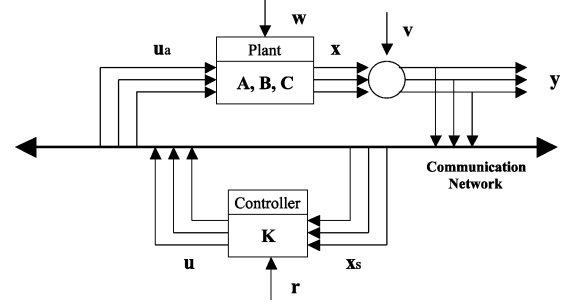 w
v
ua
Plant
x
A, B, C
y
Communication
Network
Controller
K
u
xs
r